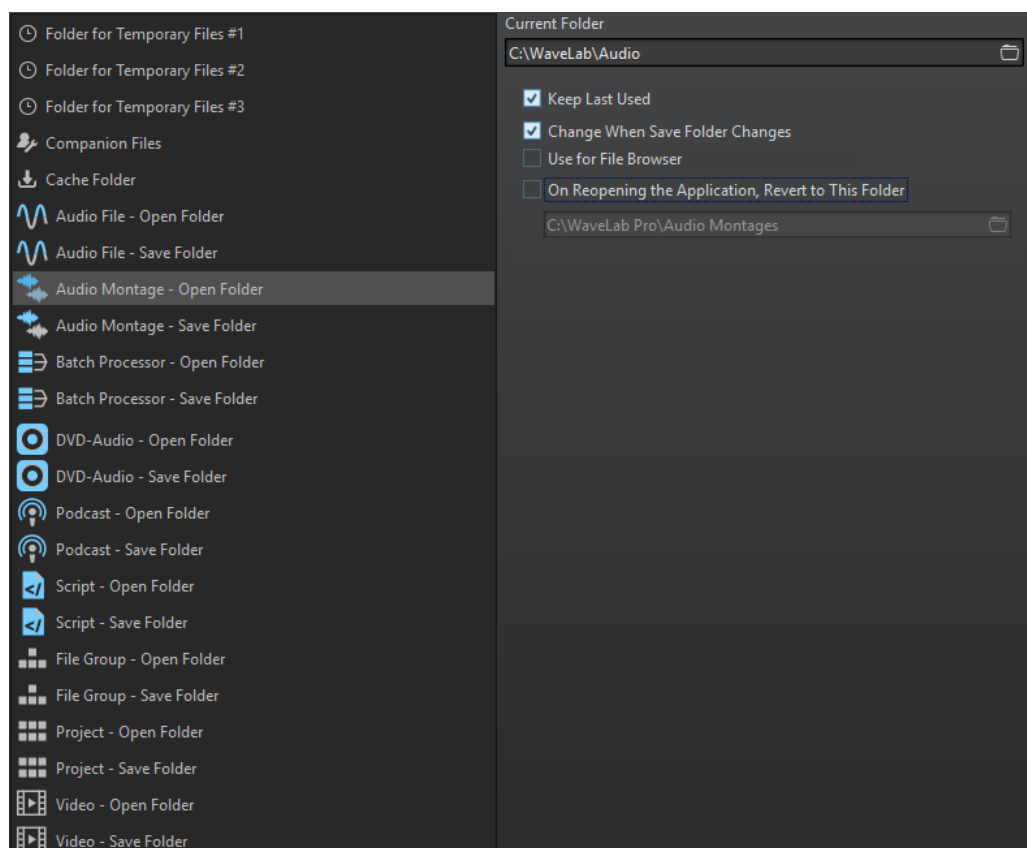 Folder for Temporary Files #1
Folder for Temporary Files #2
Folder for Temporary Files #3
Companion Files
Cache Folder
Audio File - Open Folder
Audio File - Save Folder
Audio Montage - Open Folder
Audio Montage - Save Folder
Batch Processor - Open Folder
Batch Processor - Save Folder
DVD-Audio - Open Folder
DVD-Audio - Save Folder
Podcast - Open Folder
Podcast - Save Folder
Script - Open Folder
Script - Save Folder
File Group - Open Folder
File Group - Save Folder
Project - Open Folder
Project - Save Folder
Video - Open Folder
Video - Save Folder
Current Folder
C:\WaveLab\Audio
Keep Last Used
Change When Save Folder Changes
Use for File Browser
On Reopening the Application, Revert to This Folder
C:\WaveLab Pro\Audio Montages